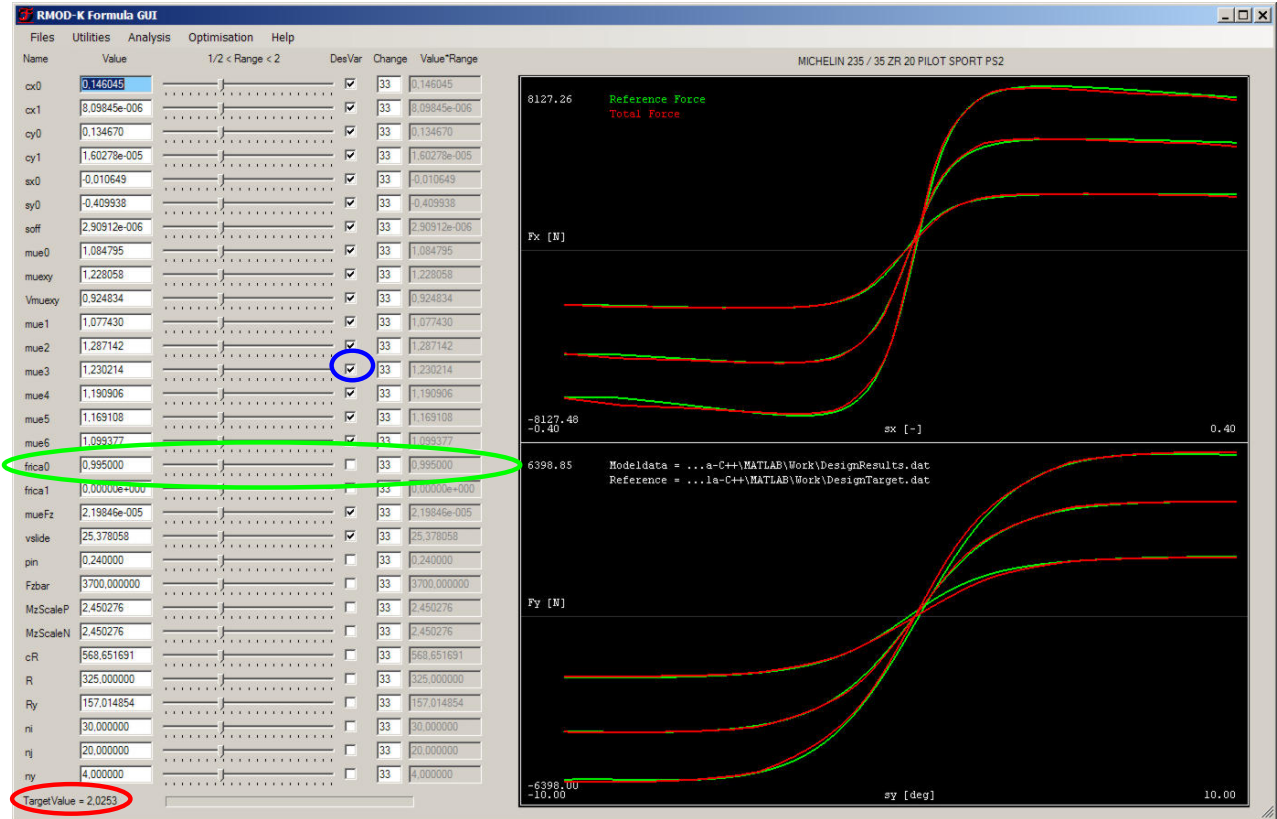 RMOD-K Formula GUI
Files Utilities Analysis Optimisation Help
Name Value 1/2 < Range < 2 DesVar Change Value*Range
cx0 0,146045 33 0,146045
cx1 8,09845e-006 33 8,09845e-006
cy0 0,134670 33 0,134670
cy1 1,60278e-005 33 1,60278e-005
sx0 -0,010649 33 -0,010649
sy0 -0,409938 33 -0,409938
soff 2,90912e-006 33 2,90912e-006
mue0 1,084795 33 1,084795
muexy 1,228058 33 1,228058
Vmuexy 0,924834 33 0,924834
mue1 1,077430 33 1,077430
mue2 1,287142 33 1,287142
mue3 1,230214 33 1,230214
mue4 1,190906 33 1,190906
mue5 1,169108 33 1,169108
mue6 1,099377 33 1,099377
frica0 0,995000 33 0,995000
frica1 0,00000e+000 33 0,00000e+000
mueFz 2,19846e-005 33 2,19846e-005
vslide 25,378058 33 25,378058
pin 0,240000 33 0,240000
Fzbar 3700,000000 33 3700,000000
MzScaleP 2,450276 33 2,450276
MzScaleN 2,450276 33 2,450276
cR 568,651691 33 568,651691
R 325,000000 33 325,000000
Ry 157,014854 33 157,014854
ni 30,000000 33 30,000000
nj 20,000000 33 20,000000
ny 4,000000 33 4,000000
TargetValue = 2,0253
MICHELIN 235 / 35 ZR 20 PILOT SPORT PS2
8127.26 Reference Force
Total Force
Fx [N]
-8127.48
-0.40 sx [-] 0.40
6398.85 Modeldata = ...a-C++\MATLAB\Work\DesignResults.dat
Reference = ...la-C++\MATLAB\Work\DesignTarget.dat
Fy [N]
-6398.00
-10.00 sy [deg] 10.00